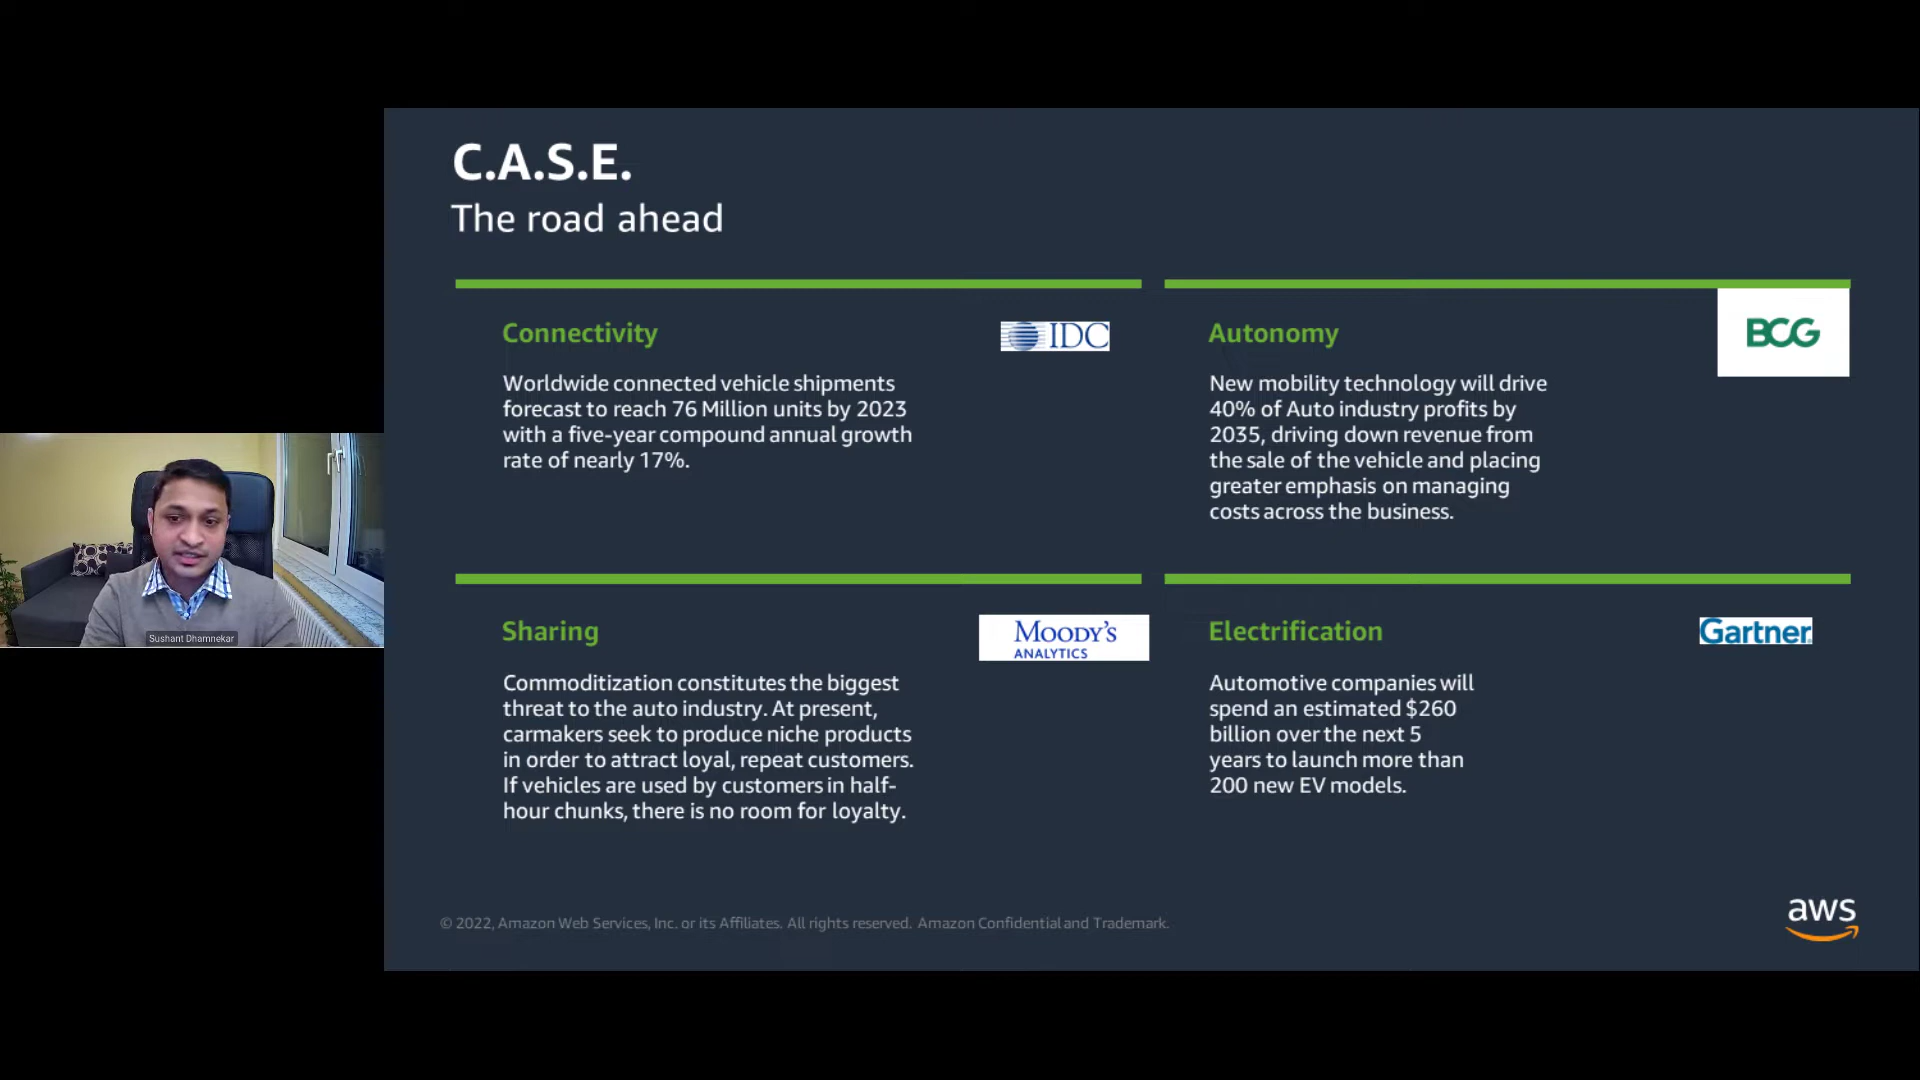 C.A.S.E.
The road ahead
Connectivity
IDC
Worldwide connected vehicle shipments
forecast to reach 76 Million units by 2023
with a five-year compound annual growth
rate of nearly 17%.
Autonomy
BCG
New mobility technology will drive
40% of Auto industry profits by
2035, driving down revenue from
the sale of the vehicle and placing
greater emphasis on managing
costs across the business.
Sharing
MOODY'S
ANALYTICS
Commoditization constitutes the biggest
threat to the auto industry. At present,
carmakers seek to produce niche products
in order to attract loyal, repeat customers.
If vehicles are used by customers in half-
hour chunks, there is no room for loyalty.
Electrification
Gartner
Automotive companies will
spend an estimated $260
billion over the next 5
years to launch more than
200 new EV models.
Sushant Dhamnekar
© 2022, Amazon Web Services, Inc. or its Affiliates. All rights reserved. Amazon Confidential and Trademark.
aws